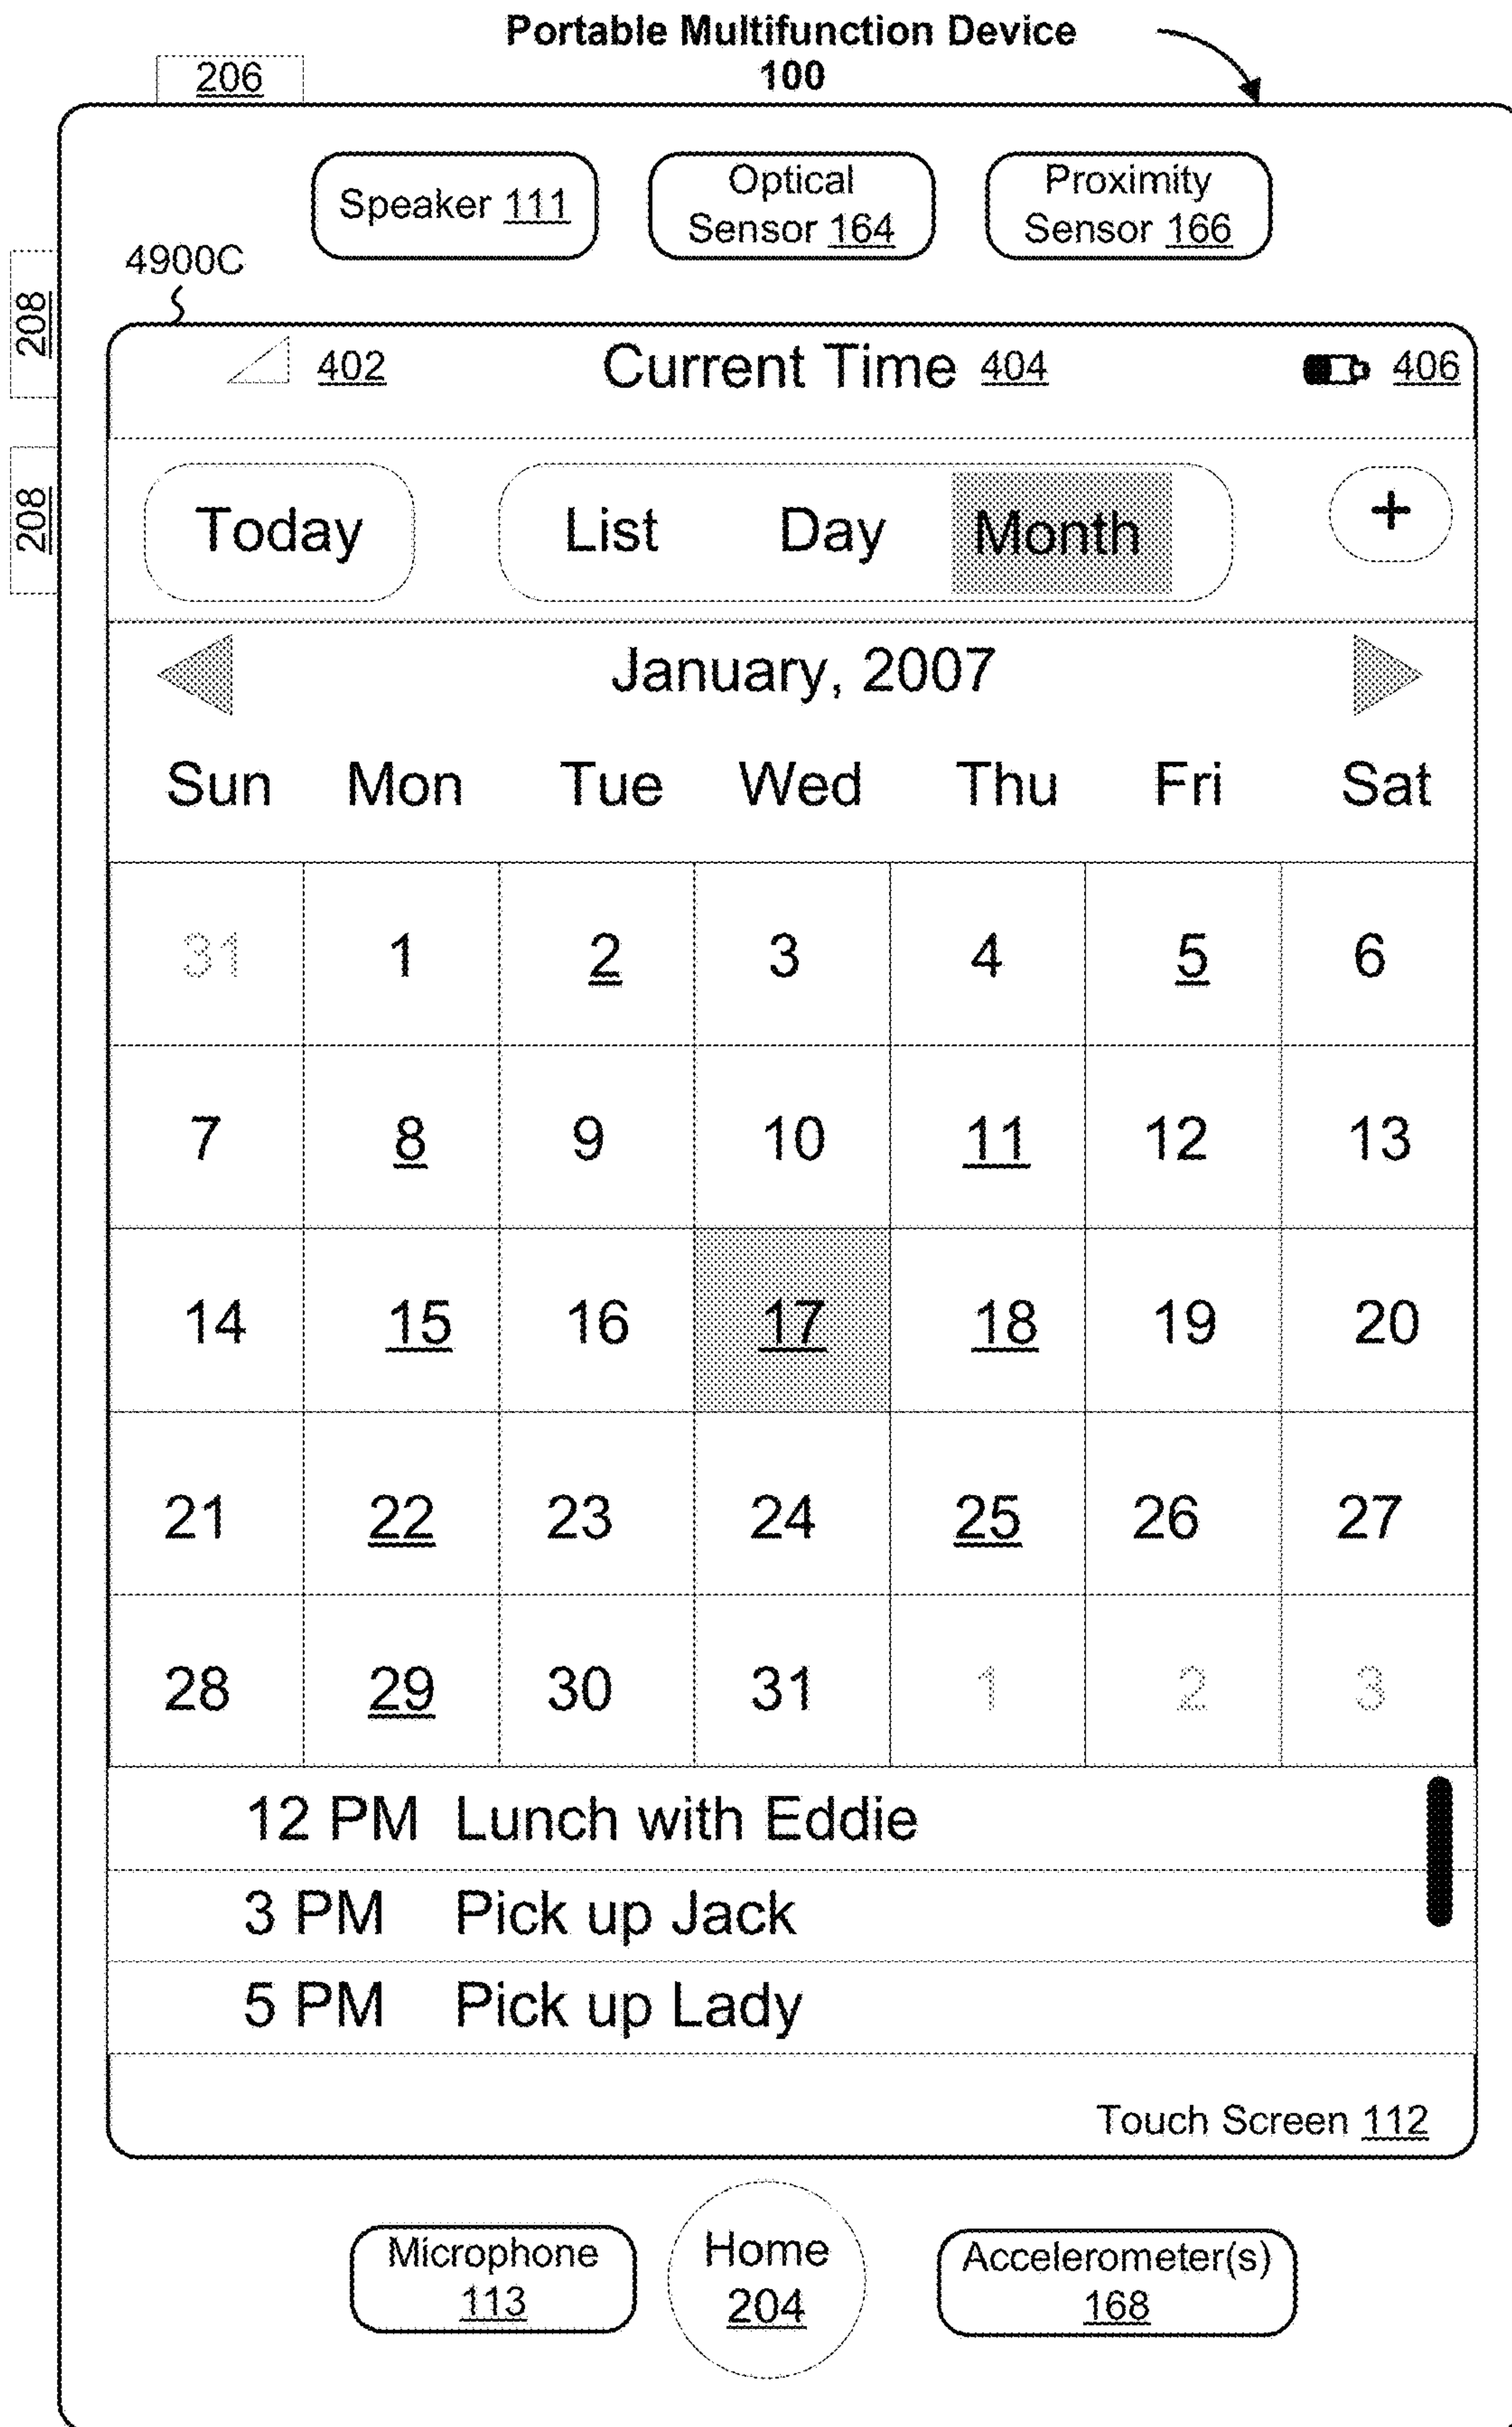 Portable Multifunction Device
100
206
Speaker 111
Optical
Sensor 164
Proximity
Sensor 166
4900C
208
208
402 Current Time 404 406
Today List Day Month +
January, 2007
Sun Mon Tue Wed Thu Fri Sat
31 1 2 3 4 5 6
7 8 9 10 11 12 13
14 15 16 17 18 19 20
21 22 23 24 25 26 27
28 29 30 31 1 2 3
12 PM Lunch with Eddie
3 PM Pick up Jack
5 PM Pick up Lady
Touch Screen 112
Microphone
113
Home
204
Accelerometer(s)
168